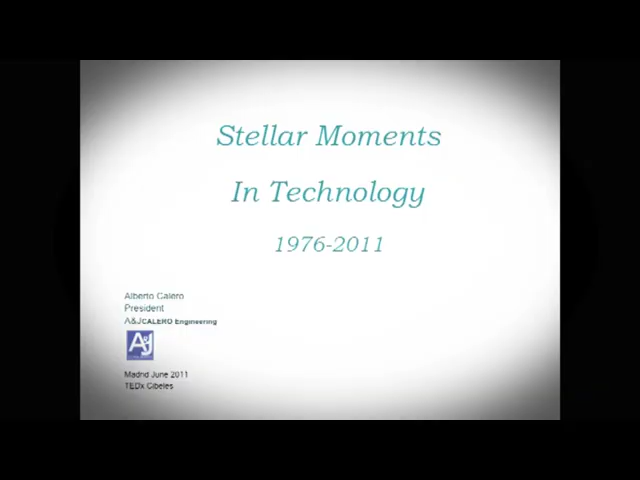 Stellar Moments
In Technology
1976-2011
Alberto Calero
President
A&JCALERO Engineering
A&J
Madrid June 2011
TEDx Cibeles